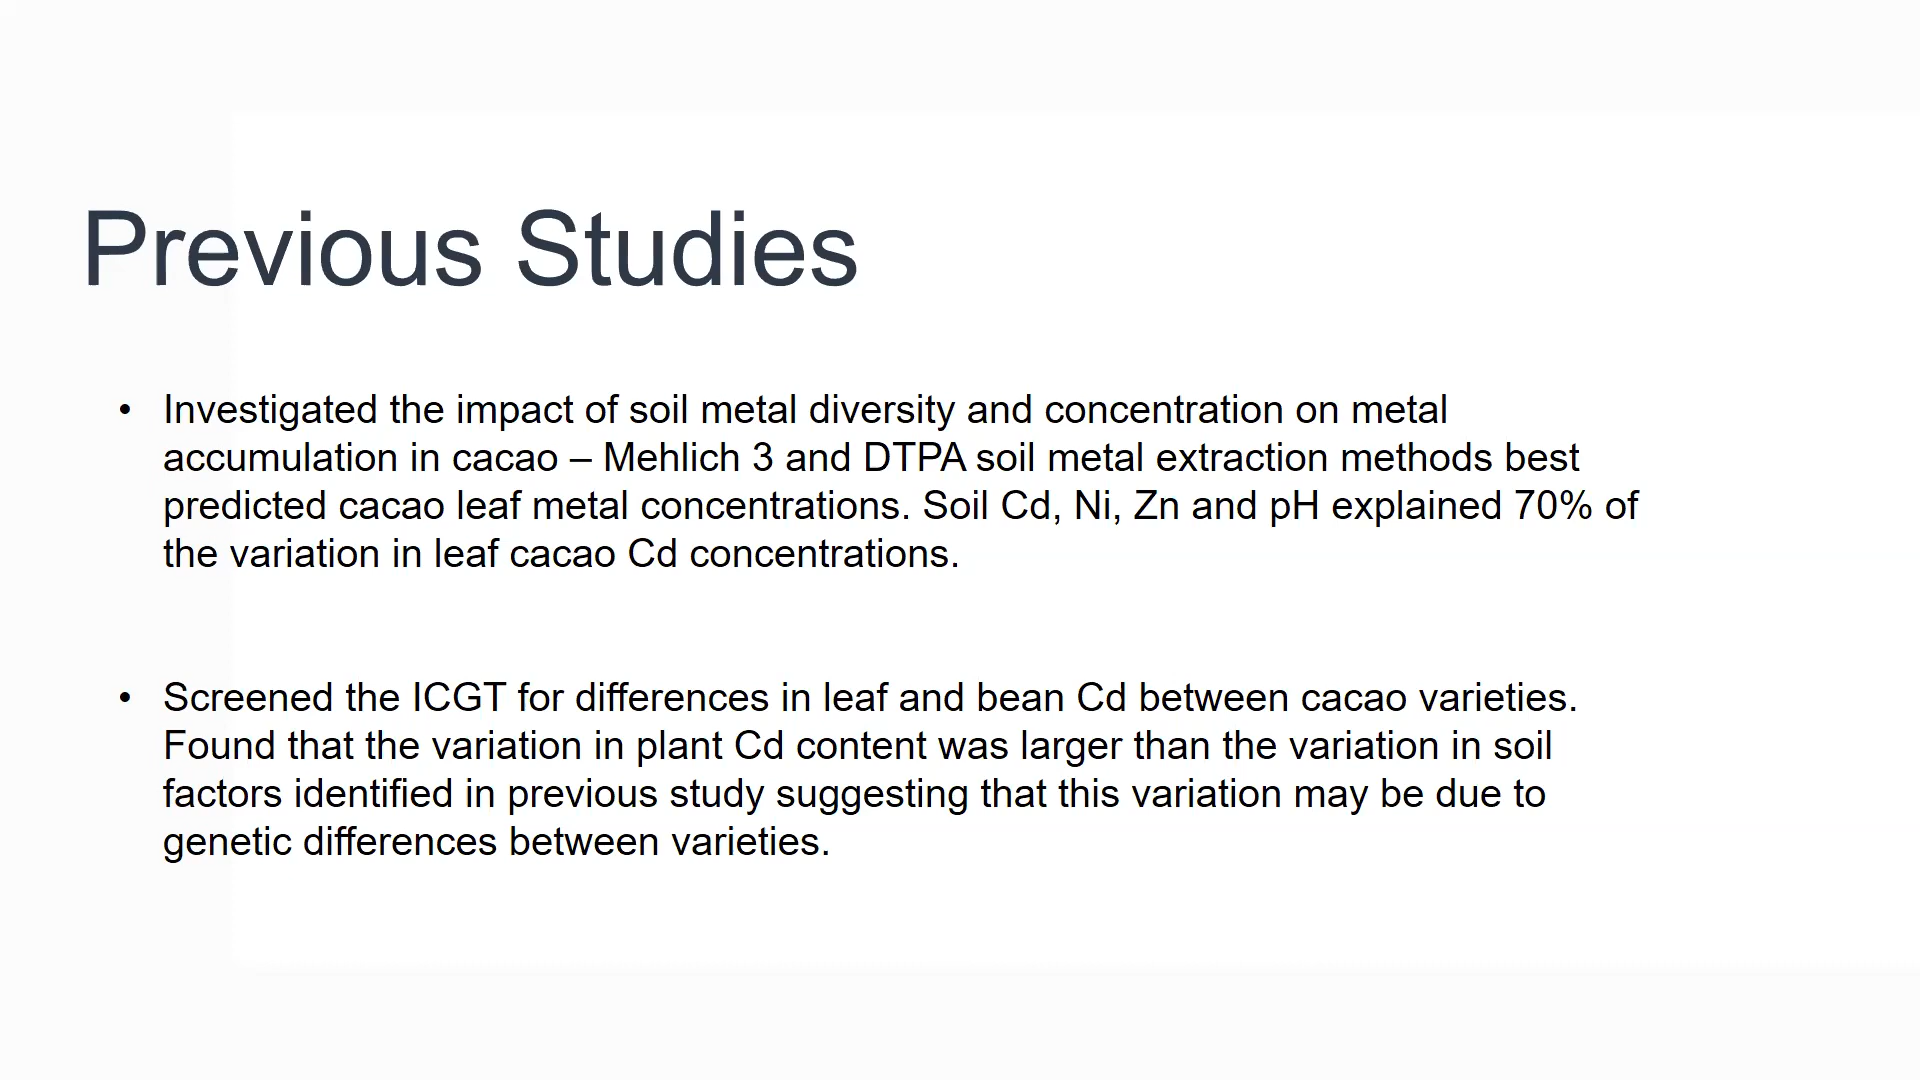 Previous Studies
• Investigated the impact of soil metal diversity and concentration on metal
accumulation in cacao – Mehlich 3 and DTPA soil metal extraction methods best
predicted cacao leaf metal concentrations. Soil Cd, Ni, Zn and pH explained 70% of
the variation in leaf cacao Cd concentrations.
• Screened the ICGT for differences in leaf and bean Cd between cacao varieties.
Found that the variation in plant Cd content was larger than the variation in soil
factors identified in previous study suggesting that this variation may be due to
genetic differences between varieties.